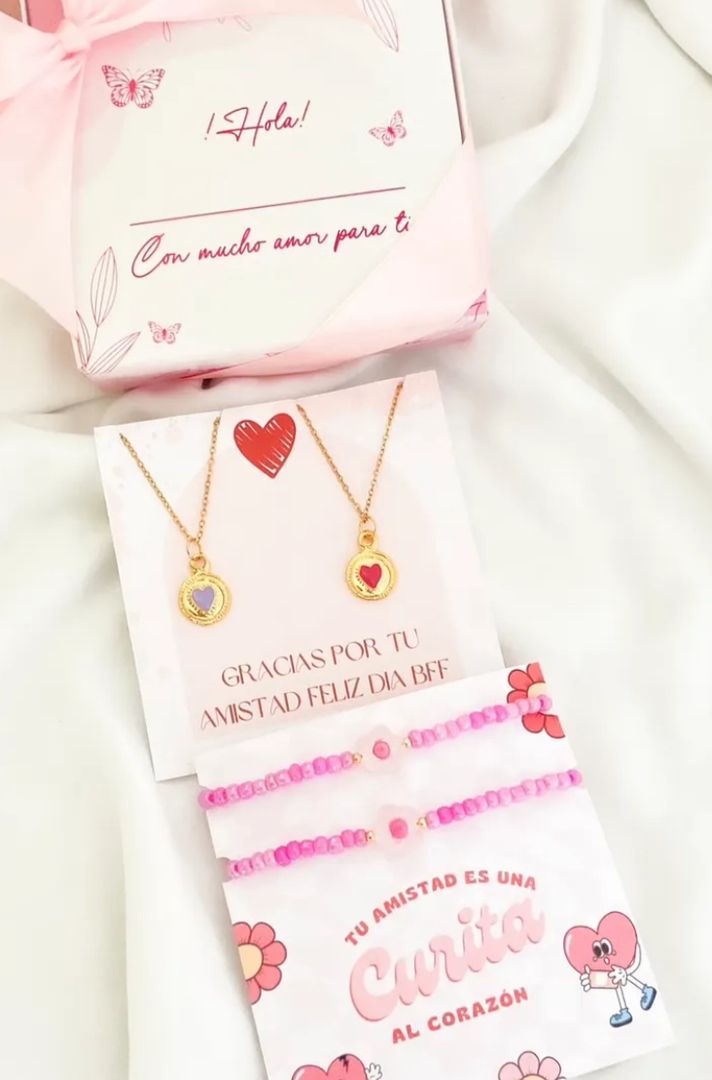 !Hola!
Con mucho amor para ti
GRACIAS POR TU
AMISTAD FELIZ DIA BFF
TU AMISTAD ES UNA
Curita
AL CORAZÓN